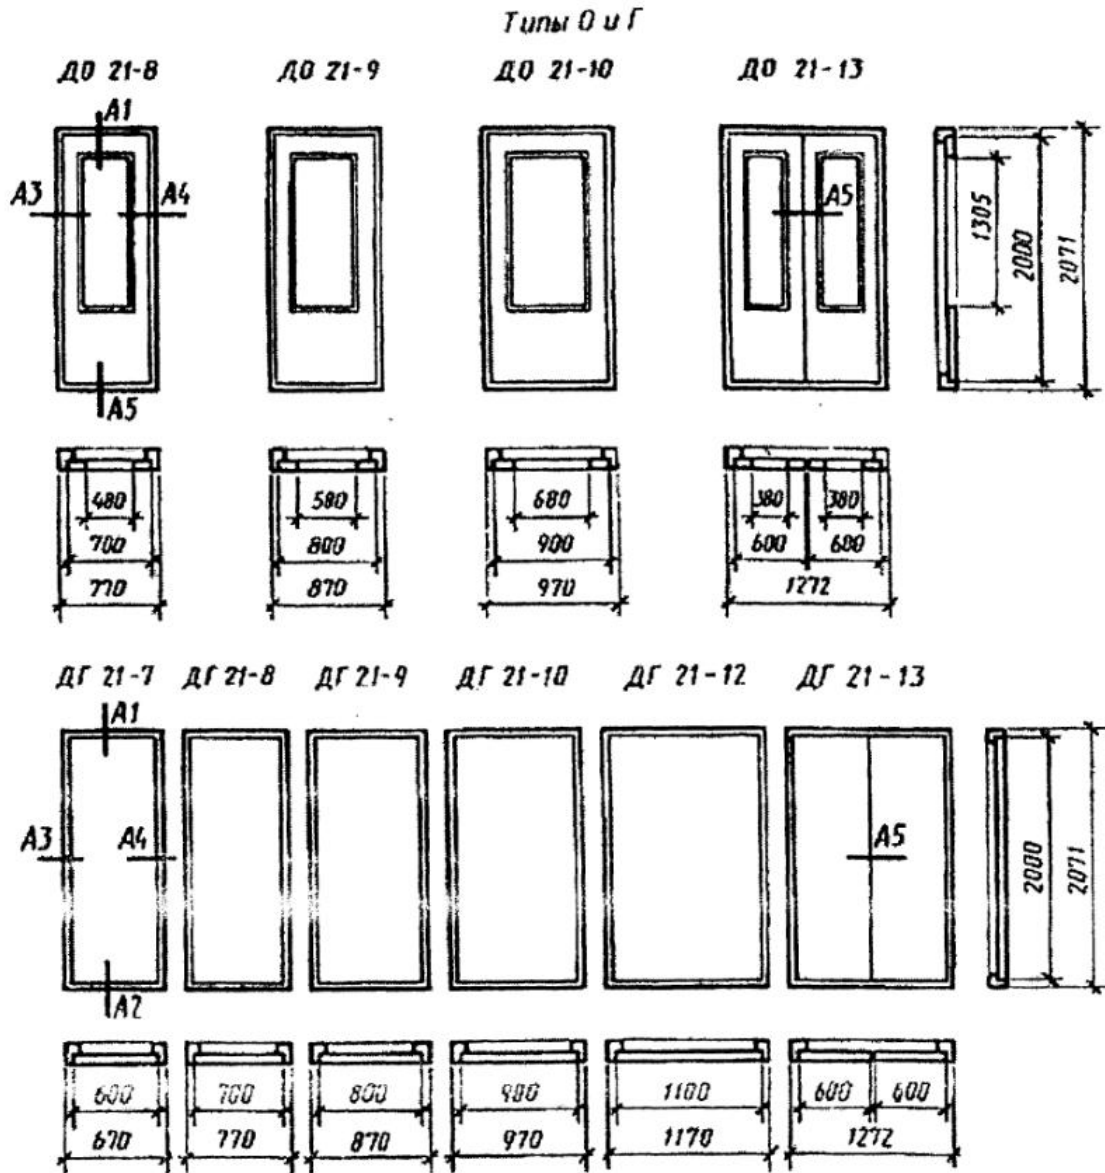 Типы О и Г
ДО 21-8 ДО 21-9 ДО 21-10 ДО 21-13
А1
А3 А4 А5
А5
1305 2000 2071
480 580 680 380 380
700 800 900 600 600
770 870 970 1272
ДГ 21-7 ДГ 21-8 ДГ 21-9 ДГ 21-10 ДГ 21-12 ДГ 21-13
А1
А3 А4 А5
А2
2000 2071
600 700 800 900 1100 600 600
670 770 870 970 1170 1272